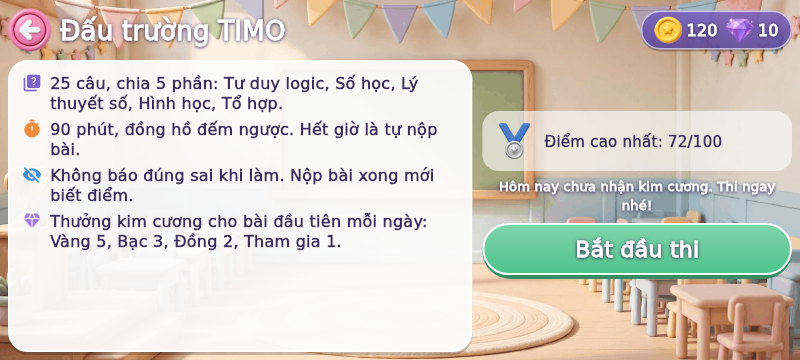 Đấu trường TIMO
120
10
25 câu, chia 5 phần: Tư duy logic, Số học, Lý
thuyết số, Hình học, Tổ hợp.
90 phút, đồng hồ đếm ngược. Hết giờ là tự nộp
bài.
Không báo đúng sai khi làm. Nộp bài xong mới
biết điểm.
Thưởng kim cương cho bài đầu tiên mỗi ngày:
Vàng 5, Bạc 3, Đồng 2, Tham gia 1.
Điểm cao nhất: 72/100
Hôm nay chưa nhận kim cương. Thi ngay
nhé!
Bắt đầu thi